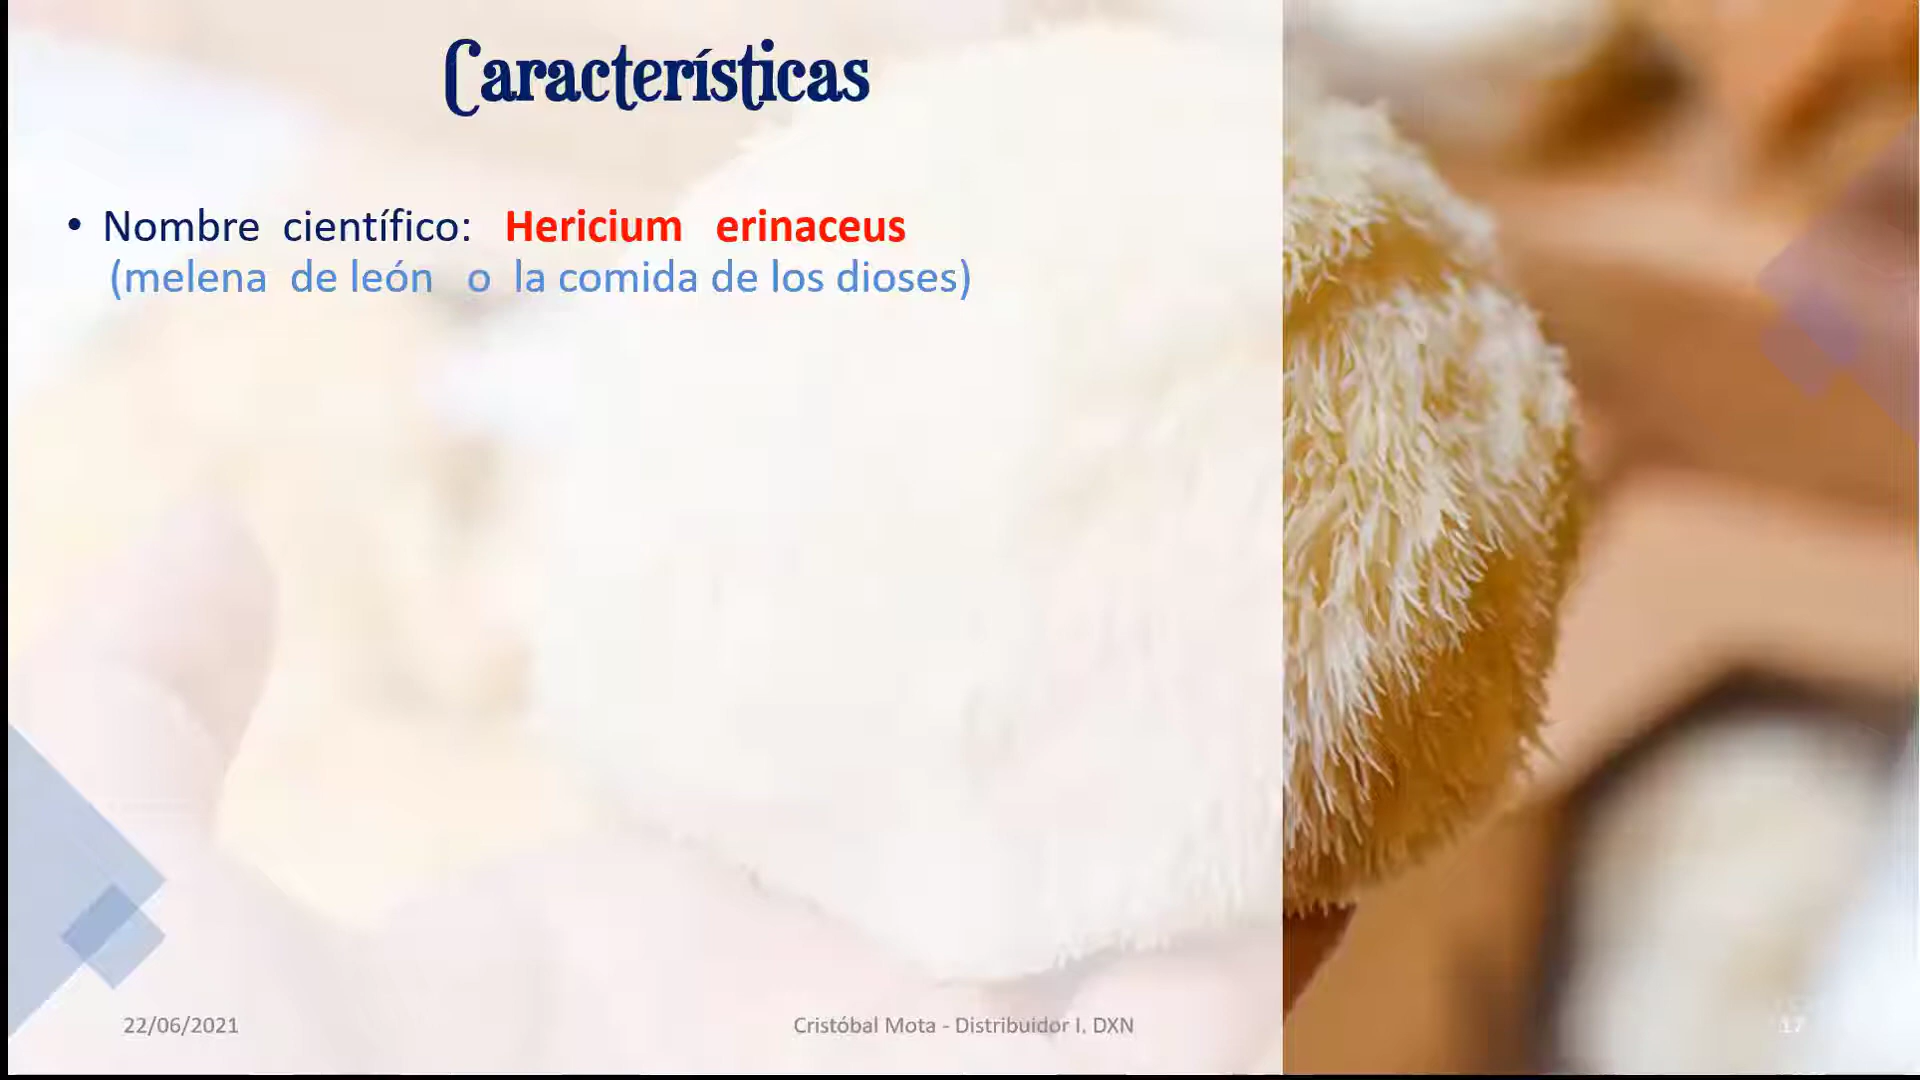 Características
• Nombre científico: Hericium erinaceus
(melena de león o la comida de los dioses)
22/06/2021
Cristóbal Mota - Distribuidor I. DXN
17